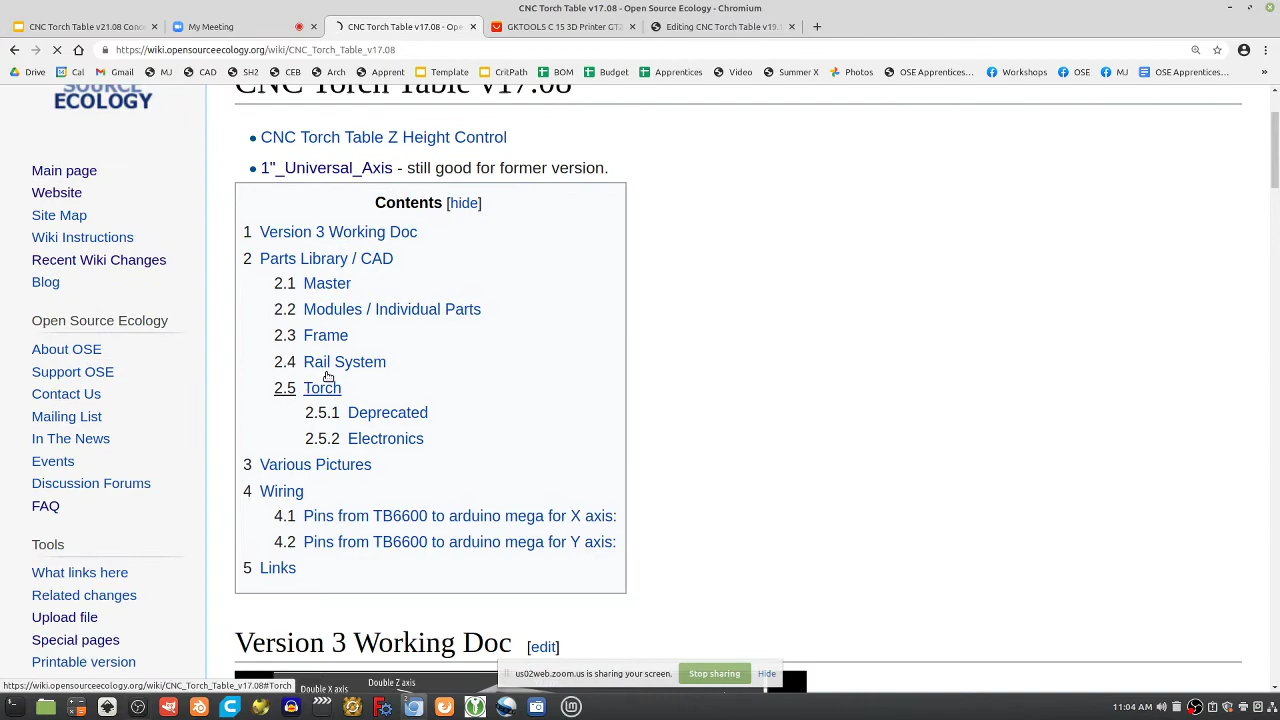 CNC Torch Table v17.08 - Open Source Ecology - Chromium
CNC Torch Table v21.08 Conc
My Meeting
CNC Torch Table v17.08 - Ope
GKTOOLS C 15 3D Printer GT2
Editing CNC Torch Table v19.
https://wiki.opensourceecology.org/wiki/CNC_Torch_Table_v17.08
Drive Cal Gmail MJ CAD SH2 CEB Arch Apprent Template CritPath BOM Budget Apprentices Video Summer X Photos OSE Apprentices… Workshops OSE MJ OSE Apprentices… »
SOURCE
ECOLOGY
Main page
Website
Site Map
Wiki Instructions
Recent Wiki Changes
Blog
Open Source Ecology
About OSE
Support OSE
Contact Us
Mailing List
In The News
Events
Discussion Forums
FAQ
Tools
What links here
Related changes
Upload file
Special pages
Printable version
CNC Torch Table v17.08
• CNC Torch Table Z Height Control
• 1"_Universal_Axis - still good for former version.
Contents [hide]
1 Version 3 Working Doc
2 Parts Library / CAD
2.1 Master
2.2 Modules / Individual Parts
2.3 Frame
2.4 Rail System
2.5 Torch
2.5.1 Deprecated
2.5.2 Electronics
3 Various Pictures
4 Wiring
4.1 Pins from TB6600 to arduino mega for X axis:
4.2 Pins from TB6600 to arduino mega for Y axis:
5 Links
Version 3 Working Doc [edit]
Double X axis
Double Z axis
us02web.zoom.us is sharing your screen. Stop sharing Hide
https://wiki.opensourceecology.org/wiki/CNC_Torch_Table_v17.08#Torch
11:04 AM